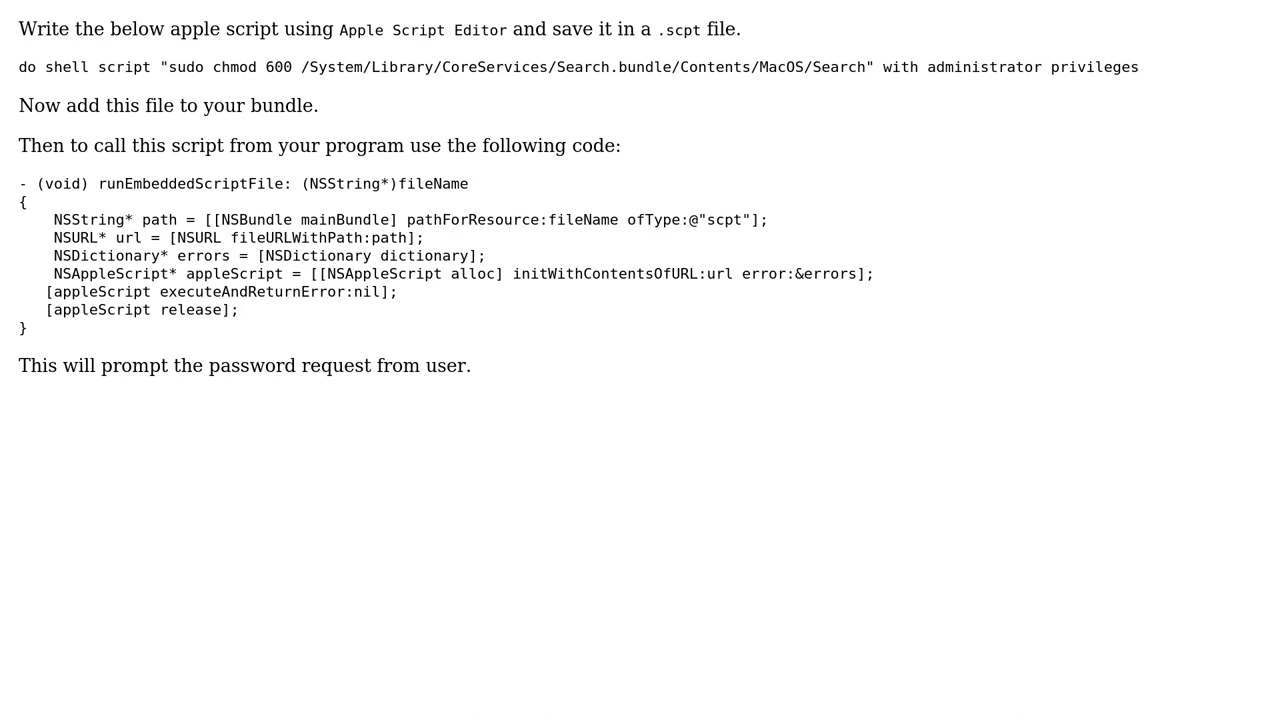 Write the below apple script using Apple Script Editor and save it in a .scpt file.
do shell script "sudo chmod 600 /System/Library/CoreServices/Search.bundle/Contents/MacOS/Search" with administrator privileges
Now add this file to your bundle.
Then to call this script from your program use the following code:
- (void) runEmbeddedScriptFile: (NSString*)fileName
{
    NSString* path = [[NSBundle mainBundle] pathForResource:fileName ofType:@"scpt"];
    NSURL* url = [NSURL fileURLWithPath:path];
    NSDictionary* errors = [NSDictionary dictionary];
    NSAppleScript* appleScript = [[NSAppleScript alloc] initWithContentsOfURL:url error:&errors];
   [appleScript executeAndReturnError:nil];
   [appleScript release];
}
This will prompt the password request from user.